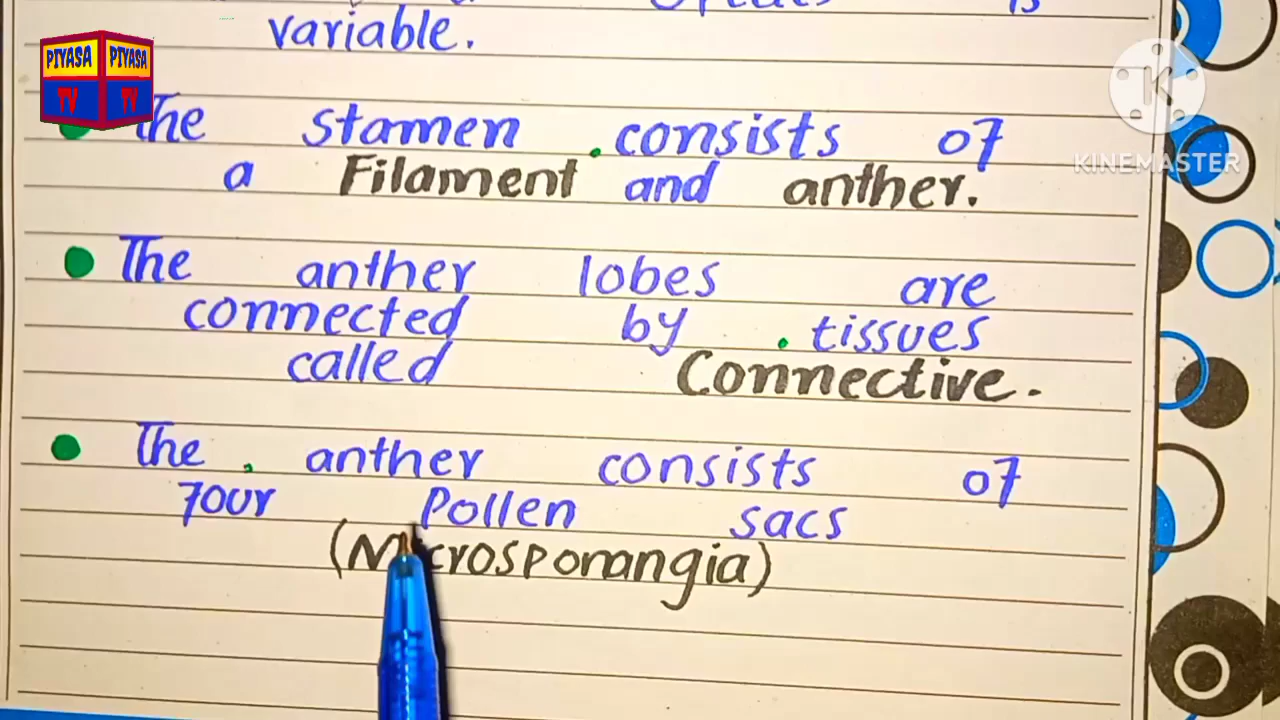 is
variable.
PIYASA PIYASA
TV TV
K
KINEMASTER
The stamen consists of
a Filament and anther.
The anther lobes are
connected by tissues
called Connective.
The anther consists of
four Pollen sacs
(Microsporangia)